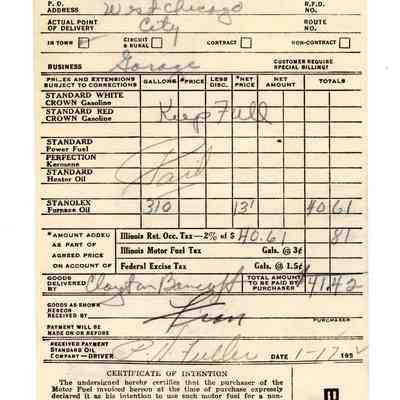 P. O. ADDRESS West Chicago R.F.D. NO.
ACTUAL POINT OF DELIVERY City ROUTE NO.
IN TOWN CIRCUIT & RURAL CONTRACT NON-CONTRACT
BUSINESS Garage CUSTOMER REQUIRE SPECIAL BILLING?
PRICES AND EXTENSIONS SUBJECT TO CORRECTIONS GALLONS *PRICE LESS DISC. *NET PRICE NET AMOUNT TOTALS
STANDARD WHITE CROWN Gasoline
STANDARD RED CROWN Gasoline Keep Full
STANDARD Power Fuel
PERFECTION Kerosene Paid
STANDARD Heater Oil
STANOLEX Furnace Oil 310 131 40 61
*AMOUNT ADDED AS PART OF AGREED PRICE ON ACCOUNT OF
Illinois Ret. Occ. Tax—2% of $ 40.61 81
Illinois Motor Fuel Tax Gals. @ 3¢
Federal Excise Tax Gals. @ 1.5¢
GOODS DELIVERED BY Clayton TOTAL AMOUNT TO BE PAID BY PURCHASER 41.42
GOODS AS SHOWN HEREON RECEIVED BY PURCHASER
PAYMENT WILL BE MADE ON OR BEFORE
RECEIVED PAYMENT STANDARD OIL COMPANY—DRIVER Fuller DATE 1-17 195
CERTIFICATE OF INTENTION
The undersigned hereby certifies that the purchaser of the
Motor Fuel invoiced hereon at the time of purchase expressly
declared it as his intention to use such motor fuel for a non-